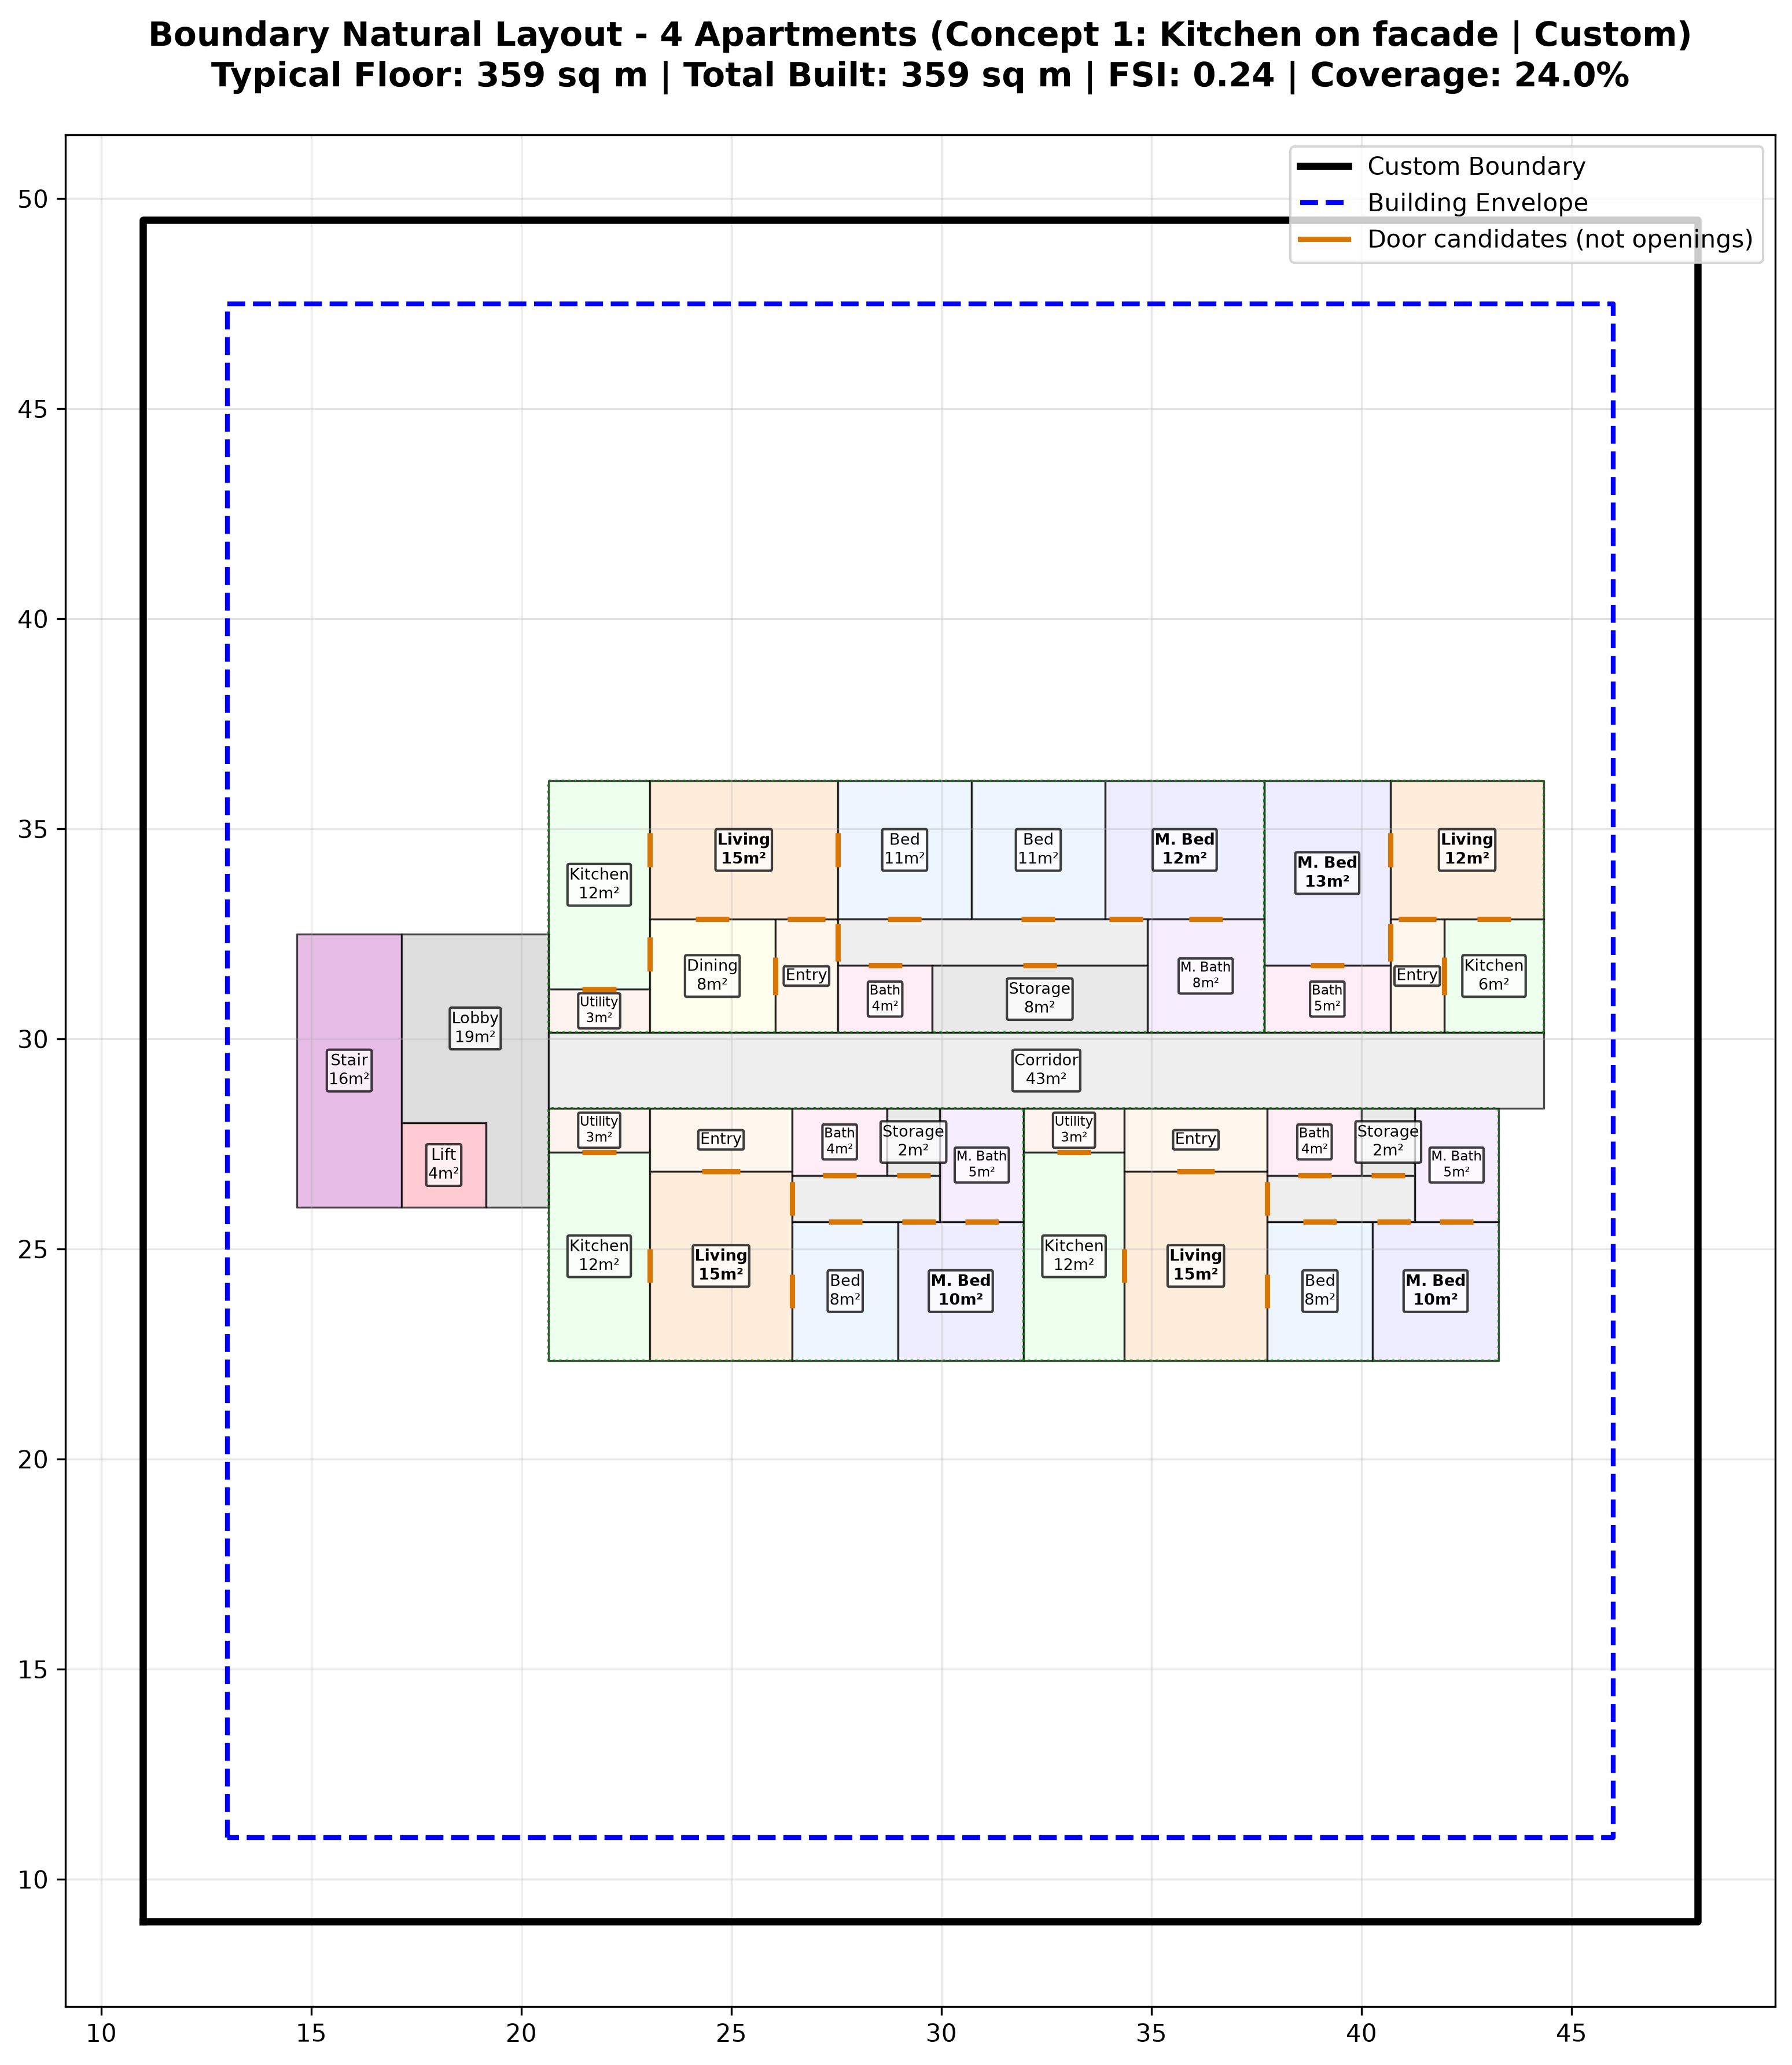 Boundary Natural Layout - 4 Apartments (Concept 1: Kitchen on facade | Custom)
Typical Floor: 359 sq m | Total Built: 359 sq m | FSI: 0.24 | Coverage: 24.0%
Custom Boundary
Building Envelope
Door candidates (not openings)
50
45
40
35
30
25
20
15
10
Kitchen
12m²
Living
15m²
Bed
11m²
Bed
11m²
M. Bed
12m²
M. Bed
13m²
Living
12m²
Utility
3m²
Dining
8m²
Entry
Bath
4m²
Storage
8m²
M. Bath
8m²
Bath
5m²
Entry
Kitchen
6m²
Stair
16m²
Lobby
19m²
Lift
4m²
Corridor
43m²
Utility
3m²
Entry
Bath
4m²
Storage
2m²
M. Bath
5m²
Utility
3m²
Entry
Bath
4m²
Storage
2m²
M. Bath
5m²
Kitchen
12m²
Living
15m²
Bed
8m²
M. Bed
10m²
Kitchen
12m²
Living
15m²
Bed
8m²
M. Bed
10m²
10
15
20
25
30
35
40
45